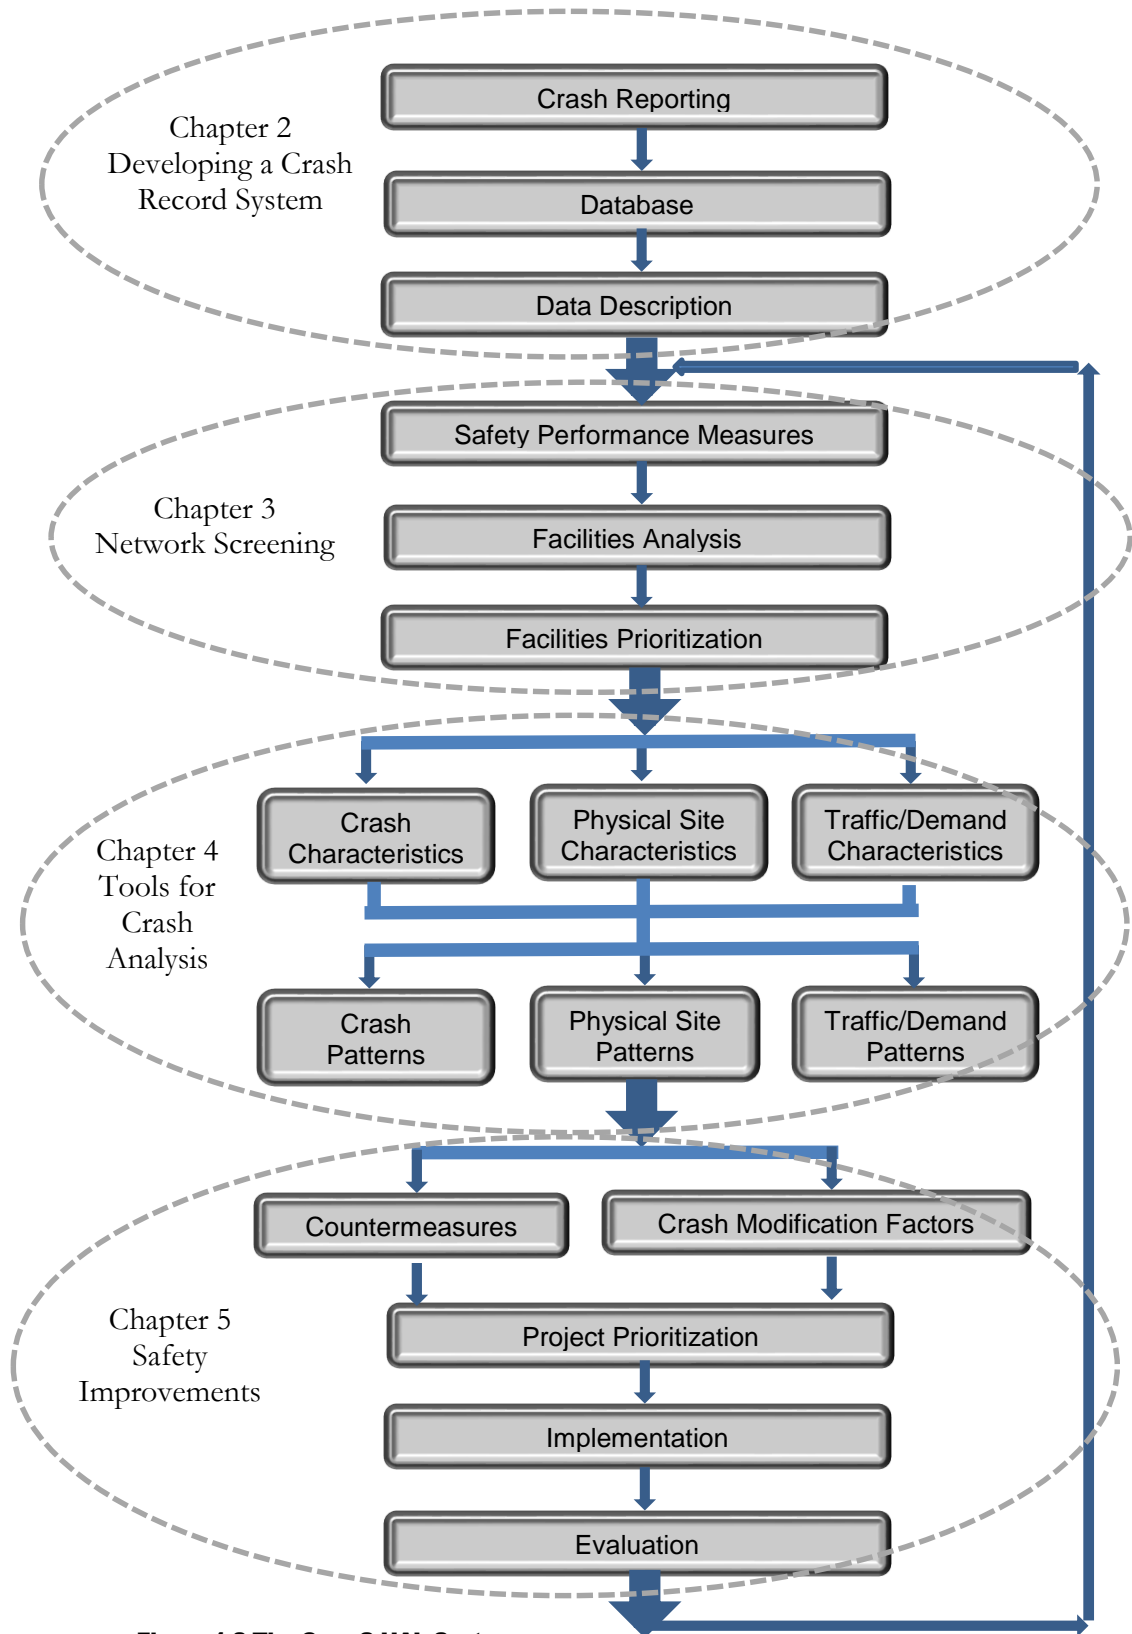 Crash Reporting
Chapter 2
Developing a Crash
Record System
Database
Data Description
Safety Performance Measures
Chapter 3
Network Screening
Facilities Analysis
Facilities Prioritization
Crash
Characteristics
Physical Site
Characteristics
Traffic/Demand
Characteristics
Chapter 4
Tools for
Crash
Analysis
Crash
Patterns
Physical Site
Patterns
Traffic/Demand
Patterns
Countermeasures
Crash Modification Factors
Chapter 5
Safety
Improvements
Project Prioritization
Implementation
Evaluation